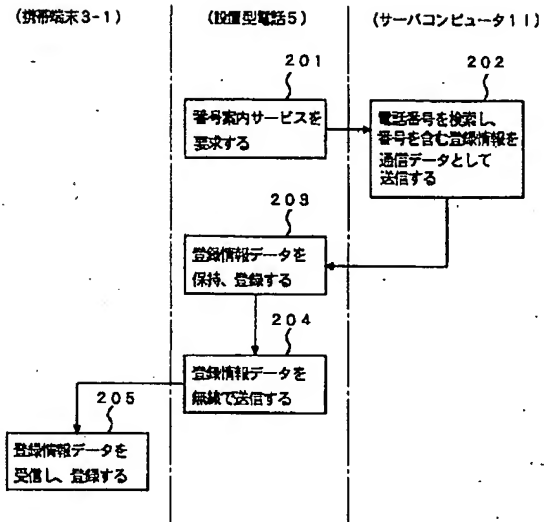 (携帯端末3-1)
(設置型電話5)
(サーバコンピュータ11)
201
202
番号案内サービスを
要求する
電話番号を検索し、
番号を含む登録情報を
通信データとして
送信する
203
登録情報データを
保持、登録する
204
登録情報データを
無線で送信する
205
登録情報データを
受信し、登録する